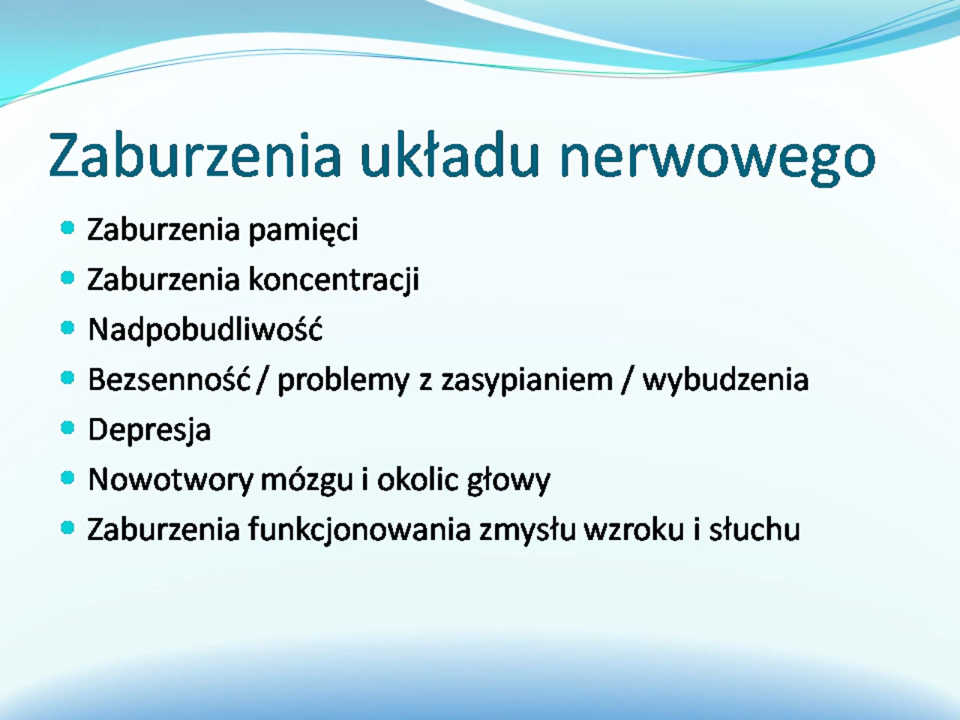 Zaburzenia układu nerwowego
Zaburzenia pamięci
Zaburzenia koncentracji
Nadpobudliwość
Bezsenność / problemy z zasypianiem / wybudzenia
Depresja
Nowotwory mózgu i okolic głowy
Zaburzenia funkcjonowania zmysłu wzroku i słuchu